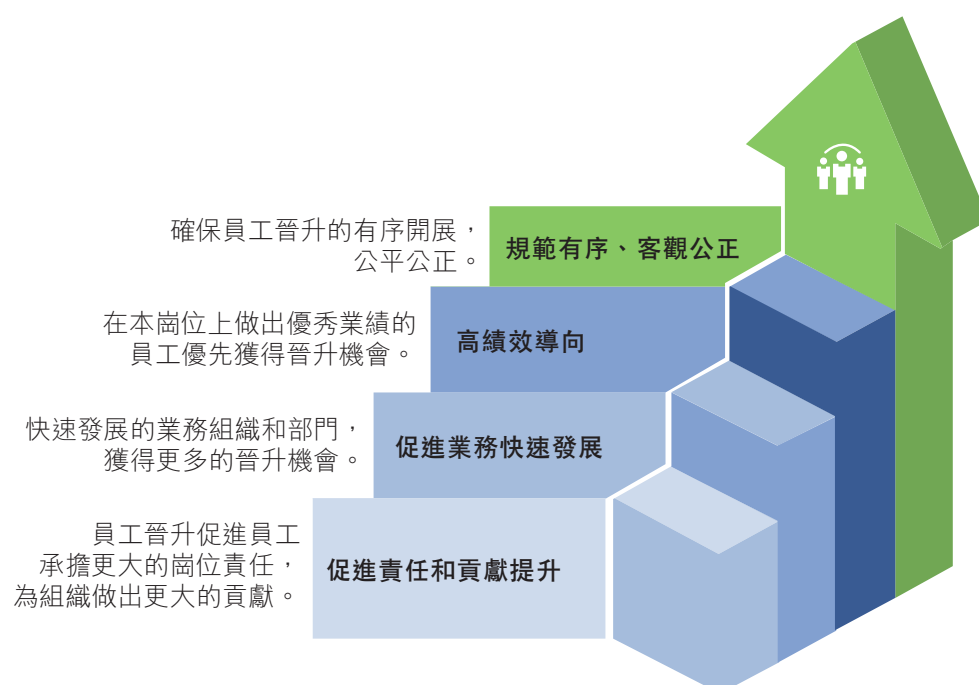 確保員工晉升的有序開展，
公平公正。
規範有序、客觀公正
在本崗位上做出優秀業績的
員工優先獲得晉升機會。
高績效導向
快速發展的業務組織和部門，
獲得更多的晉升機會。
促進業務快速發展
員工晉升促進員工
承擔更大的崗位責任，
為組織做出更大的貢獻。
促進責任和貢獻提升